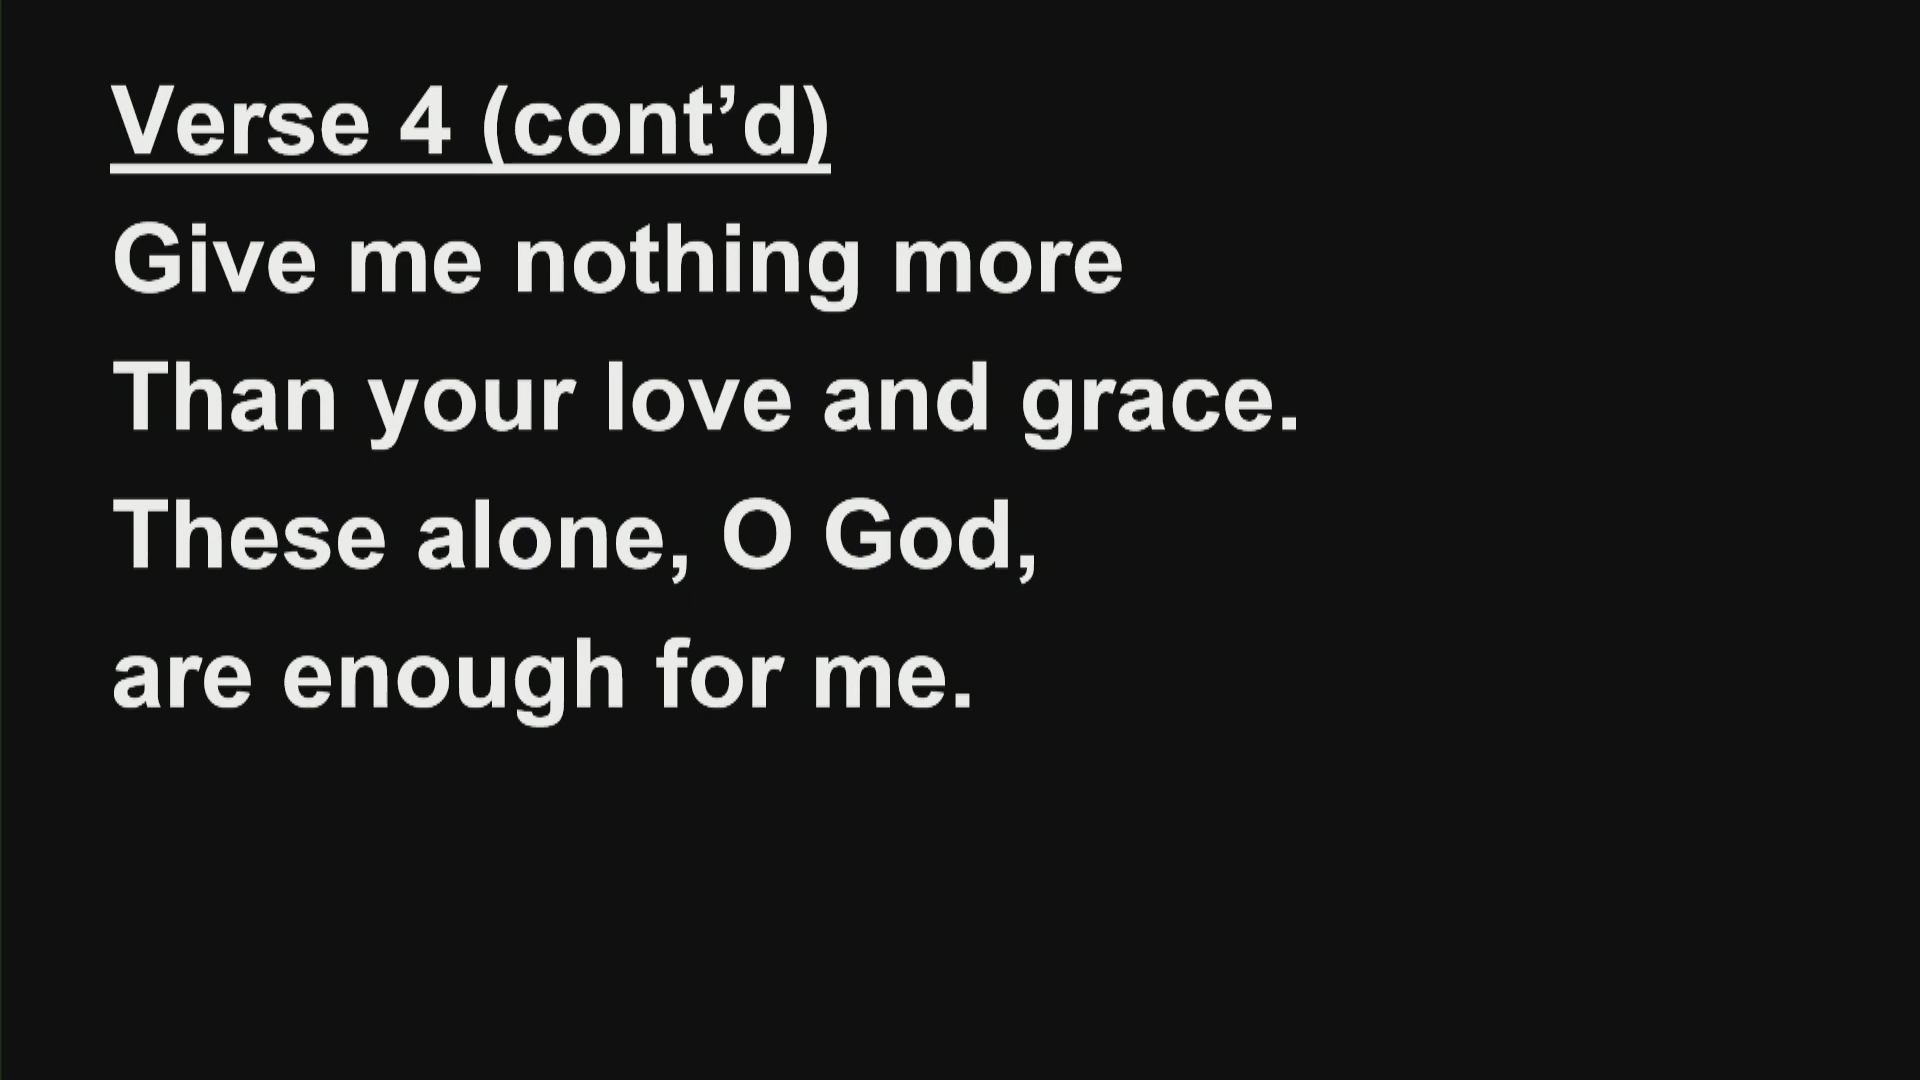 Verse 4 (cont’d)
Give me nothing more
Than your love and grace.
These alone, O God,
are enough for me.